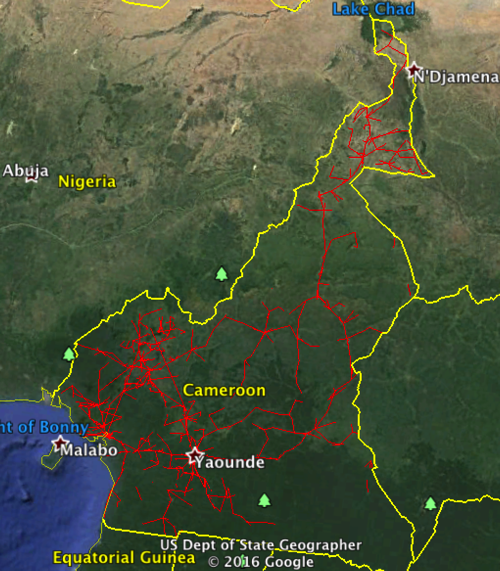 Lake Chad
N'Djamena
Abuja
Nigeria
Cameroon
nt of Bonny
Malabo
Yaounde
US Dept of State Geographer
© 2016 Google
Equatorial Guinea